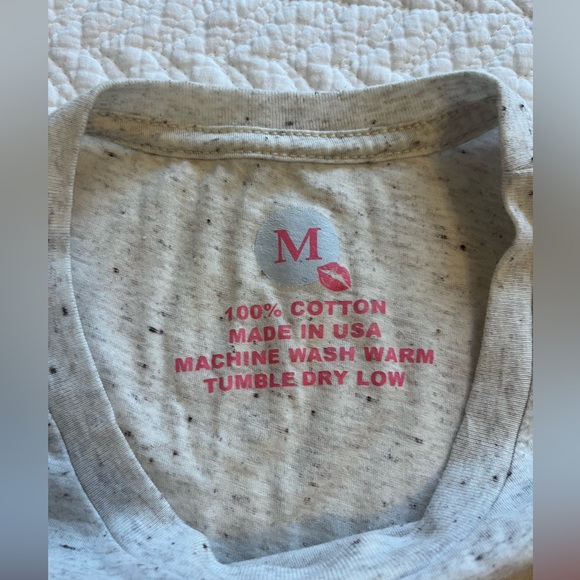 M
100% COTTON
MADE IN USA
MACHINE WASH WARM
TUMBLE DRY LOW